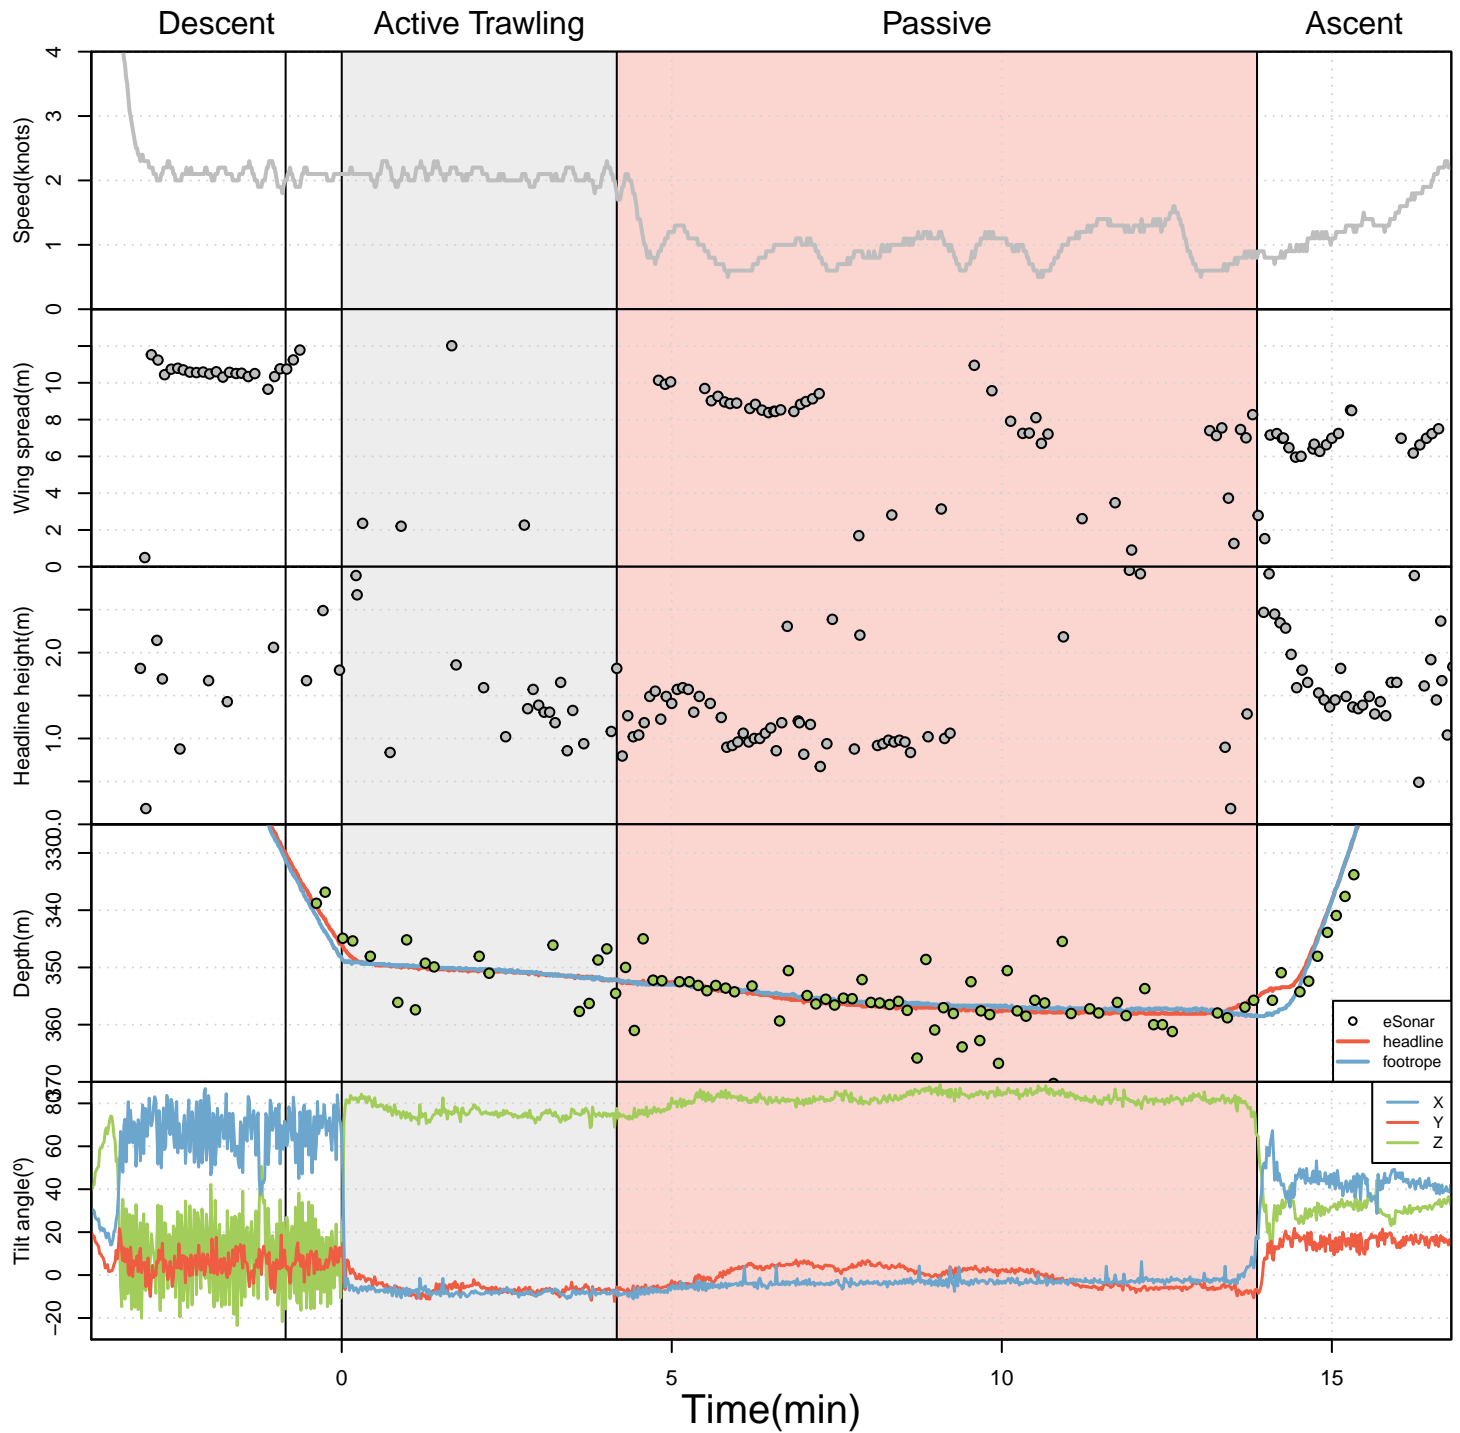 Descent Active Trawling Passive Ascent
Speed(knots)
4
3
2
1
0
Wing spread(m)
10
8
6
4
2
0
Headline height(m)
2.0
1.0
0.0
Depth(m)
330
340
350
360
370
eSonar
headline
footrope
Tilt angle(º)
80
60
40
20
0
−20
X
Y
Z
0 5 10 15
Time(min)